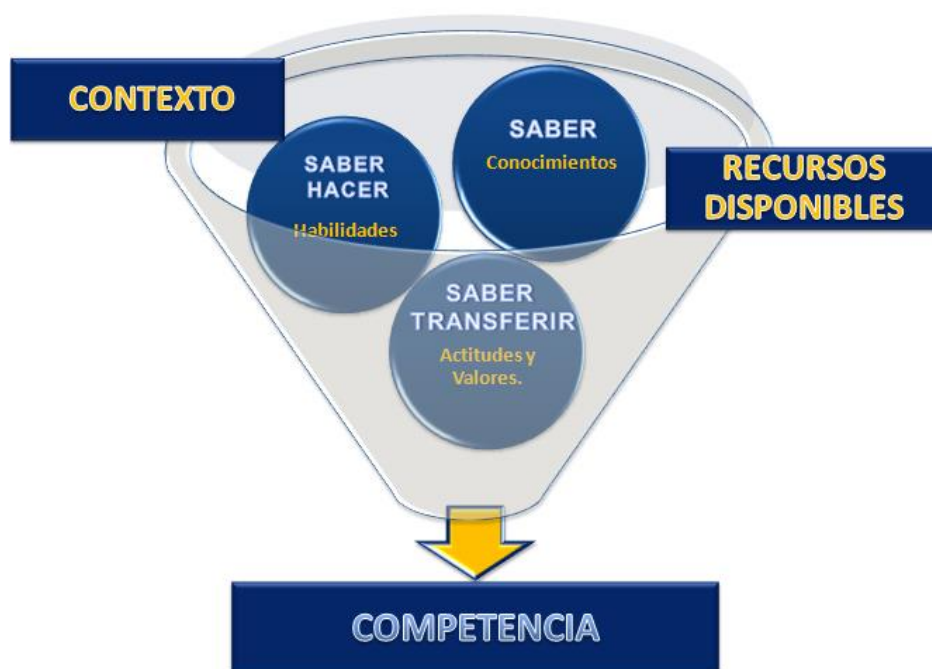 CONTEXTO
SABER
Conocimientos
SABER
HACER
Habilidades
RECURSOS
DISPONIBLES
SABER
TRANSFERIR
Actitudes y
Valores.
COMPETENCIA